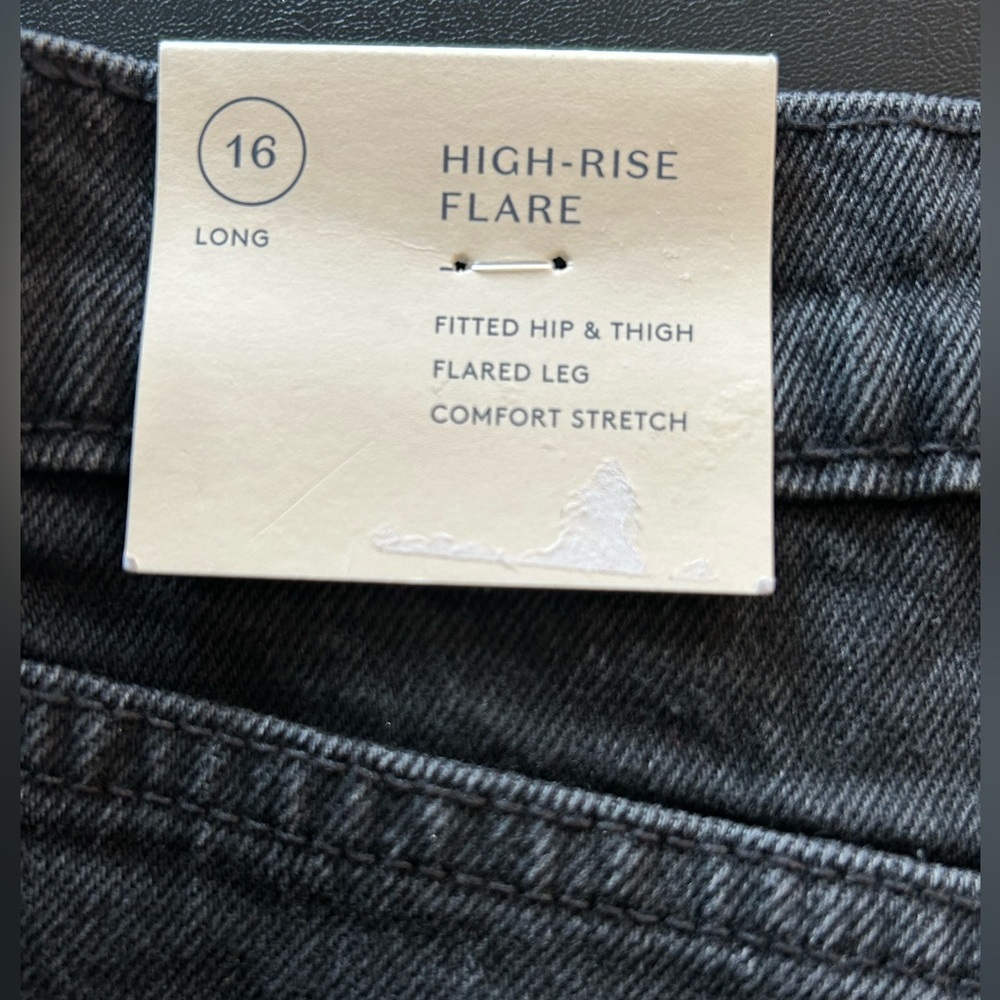 16
LONG
HIGH-RISE
FLARE
FITTED HIP & THIGH
FLARED LEG
COMFORT STRETCH